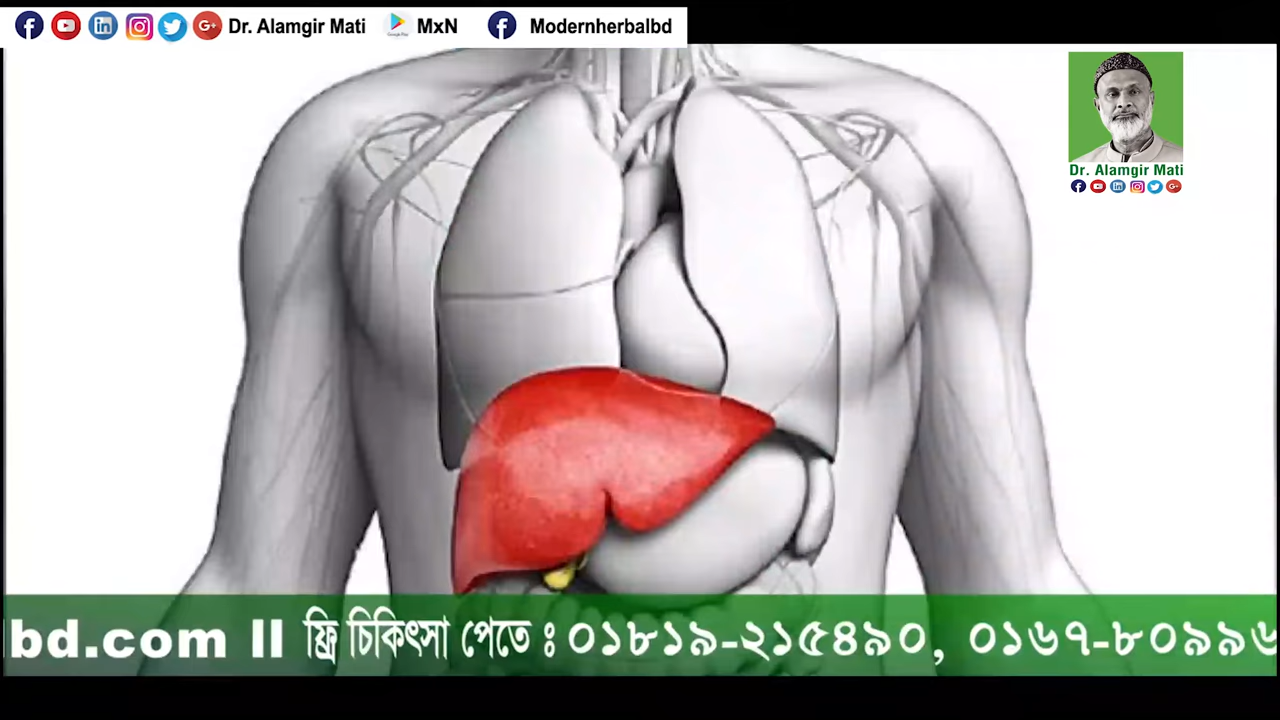 Dr. Alamgir Mati MxN Modernherbalbd
Dr. Alamgir Mati
bd.com II ফ্রি চিকিৎসা পেতে ঃ ০১৮১৯-২১৫৪৯০, ০১৬৭-৮০৯৯৬